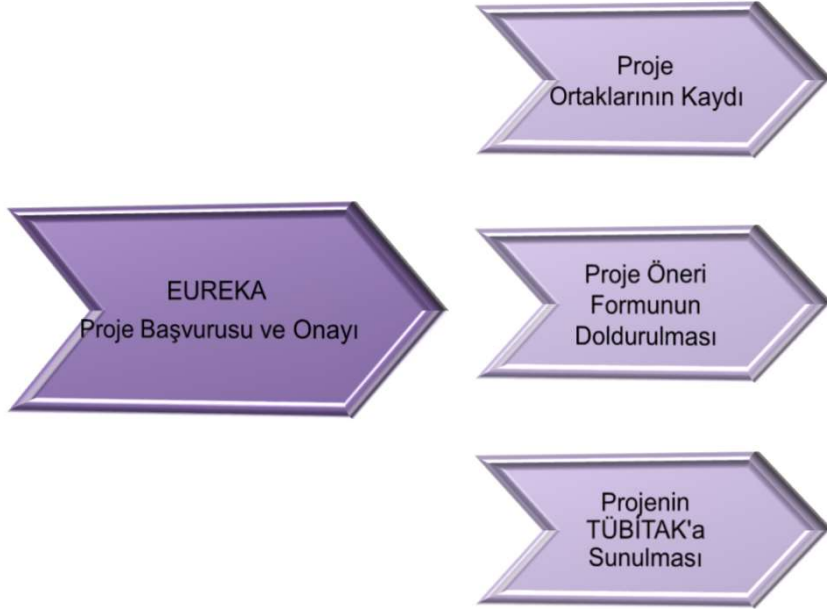 EUREKA
Proje Başvurusu ve Onayı
Proje
Ortaklarının Kaydı
Proje Öneri
Formunun
Doldurulması
Projenin
TÜBİTAK'a
Sunulması